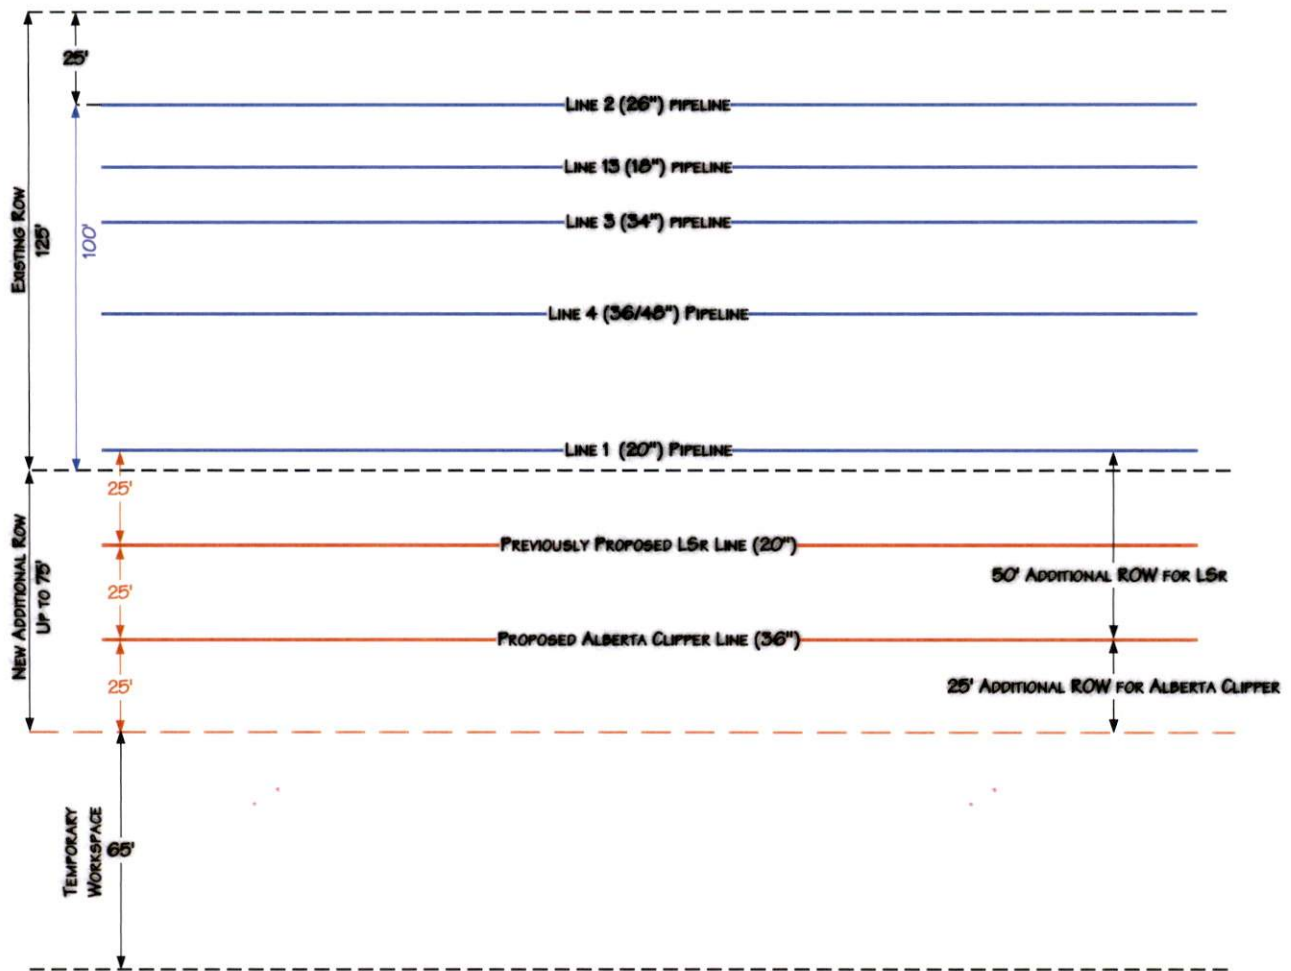 25'
LINE 2 (26") PIPELINE
LINE 13 (18") PIPELINE
EXISTING ROW
125'
100'
LINE 3 (34") PIPELINE
LINE 4 (36/48") PIPELINE
LINE 1 (20") PIPELINE
25'
NEW ADDITIONAL ROW
UP TO 75'
PREVIOUSLY PROPOSED LSR LINE (20")
50' ADDITIONAL ROW FOR LSR
25'
PROPOSED ALBERTA CLIPPER LINE (36")
25'
25' ADDITIONAL ROW FOR ALBERTA CLIPPER
TEMPORARY
WORKSPACE
65'